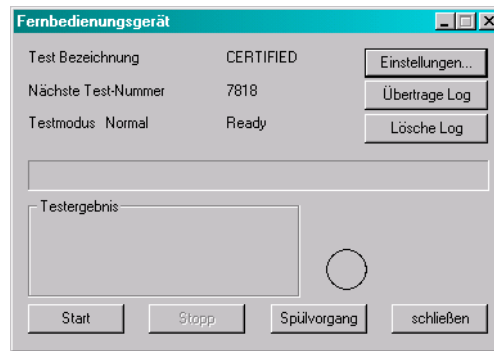 Fernbedienungsgerät
Test Bezeichnung CERTIFIED Einstellungen...
Nächste Test-Nummer 7818 Übertrage Log
Testmodus Normal Ready Lösche Log
Testergebnis
Start Stopp Spülvorgang schließen